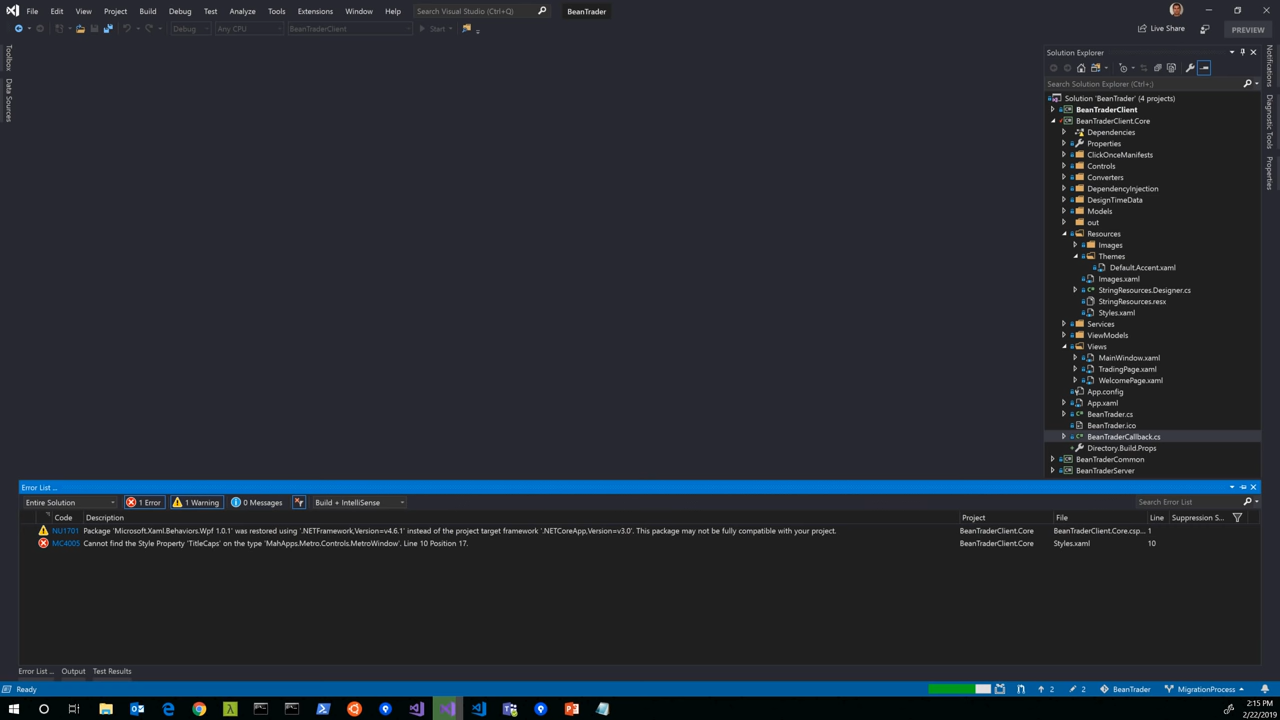 File Edit View Project Build Debug Test Analyze Tools Extensions Window Help Search Visual Studio (Ctrl+Q) BeanTrader
Debug Any CPU BeanTraderClient Start Live Share PREVIEW
Toolbox
Data Sources
Solution Explorer
Search Solution Explorer (Ctrl+;)
Solution 'BeanTrader' (4 projects)
BeanTraderClient
BeanTraderClient.Core
Dependencies
Properties
ClickOnceManifests
Controls
Converters
DependencyInjection
DesignTimeData
Models
out
Resources
Images
Themes
Default.Accent.xaml
Images.xaml
StringResources.Designer.cs
StringResources.resx
Styles.xaml
Services
ViewModels
Views
MainWindow.xaml
TradingPage.xaml
WelcomePage.xaml
App.config
App.xaml
BeanTrader.cs
BeanTrader.ico
BeanTraderCallback.cs
Directory.Build.Props
BeanTraderCommon
BeanTraderServer
Notifications
Diagnostic Tools
Properties
Error List ...
Entire Solution 1 Error 1 Warning 0 Messages Build + IntelliSense Search Error List
Code Description Project File Line Suppression S...
NU1701 Package 'Microsoft.Xaml.Behaviors.Wpf 1.0.1' was restored using '.NETFramework,Version=v4.6.1' instead of the project target framework '.NETCoreApp,Version=v3.0'. This package may not be fully compatible with your project. BeanTraderClient.Core BeanTraderClient.Core.csp... 1
MC4005 Cannot find the Style Property 'TitleCaps' on the type 'MahApps.Metro.Controls.MetroWindow'. Line 10 Position 17. BeanTraderClient.Core Styles.xaml 10
Error List ... Output Test Results
Ready 2 2 BeanTrader MigrationProcess
2:15 PM
2/22/2019